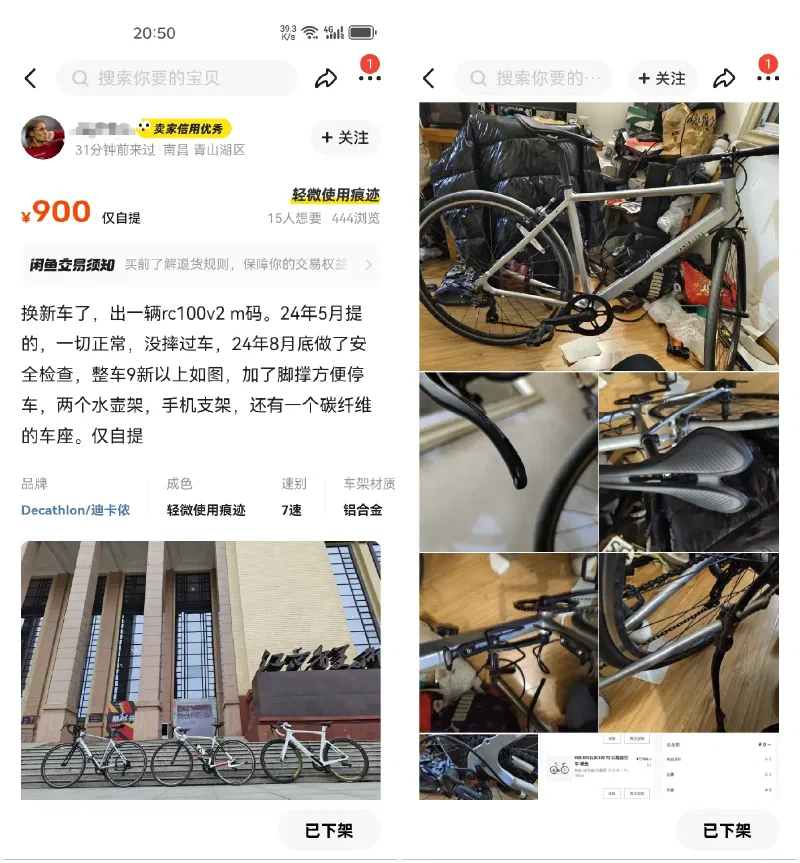 20:50
39.3 K/s
4G
搜索你要的宝贝
1
卖家信用优秀
31分钟前来过 南昌 青山湖区
+ 关注
¥900 仅自提
轻微使用痕迹
15人想要 444浏览
闲鱼交易须知 买前了解退货规则，保障你的交易权益
换新车了，出一辆rc100v2 m码。24年5月提
的，一切正常，没摔过车，24年8月底做了安
全检查，整车9新以上如图，加了脚撑方便停
车，两个水壶架，手机支架，还有一个碳纤维
的车座。仅自提
品牌 成色 速别 车架材质
Decathlon/迪卡侬 轻微使用痕迹 7速 铝合金
已下架
搜索你要的···
+ 关注
1
已下架